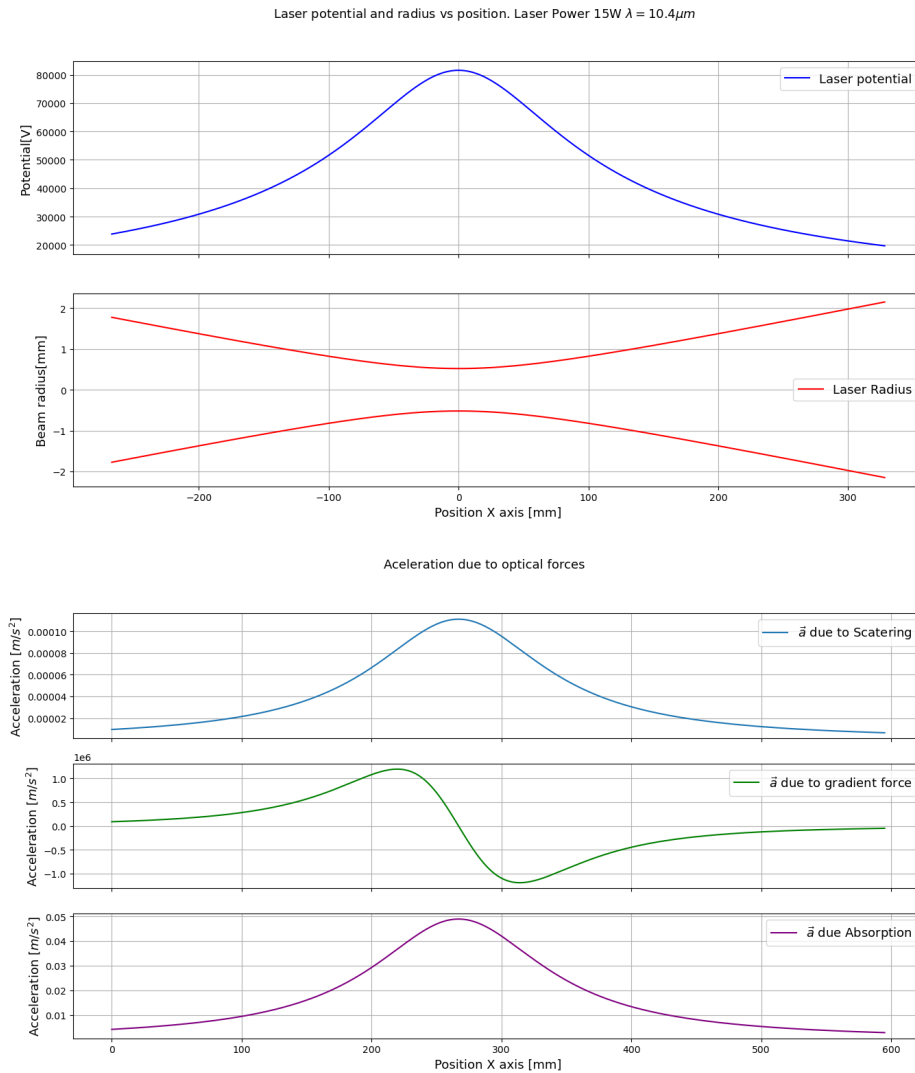 Laser potential and radius vs position. Laser Power 15W λ = 10.4μm
Potential[V]
80000
70000
60000
50000
40000
30000
20000
Laser potential
Beam radius[mm]
2
1
0
−1
−2
Laser Radius
−200 −100 0 100 200 300
Position X axis [mm]
Aceleration due to optical forces
Acceleration [m/s²]
0.00010
0.00008
0.00006
0.00004
0.00002
a⃗ due to Scatering
1e6
Acceleration [m/s²]
1.0
0.5
0.0
−0.5
−1.0
a⃗ due to gradient force
Acceleration [m/s²]
0.05
0.04
0.03
0.02
0.01
a⃗ due Absorption
0 100 200 300 400 500 600
Position X axis [mm]